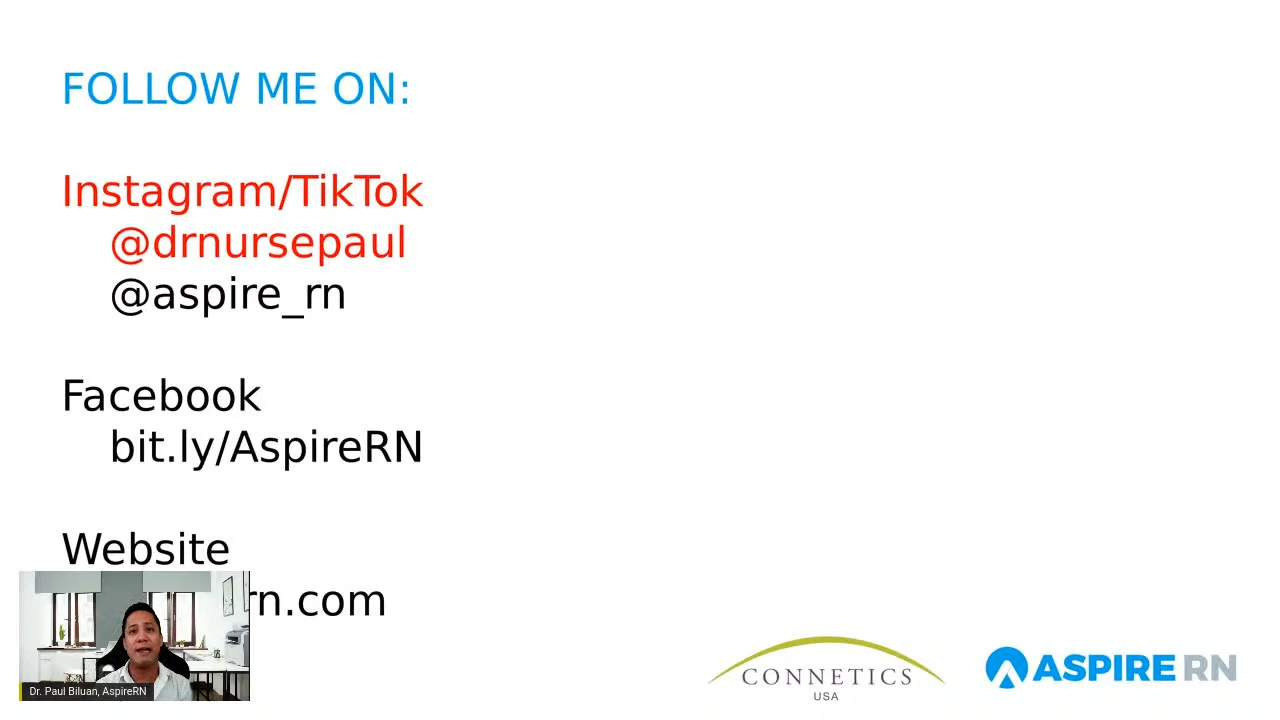 FOLLOW ME ON:
Instagram/TikTok
@drnursepaul
@aspire_rn
Facebook
bit.ly/AspireRN
Website
rn.com
Dr. Paul Biluan, AspireRN
CONNETICS
USA
ASPIRE RN